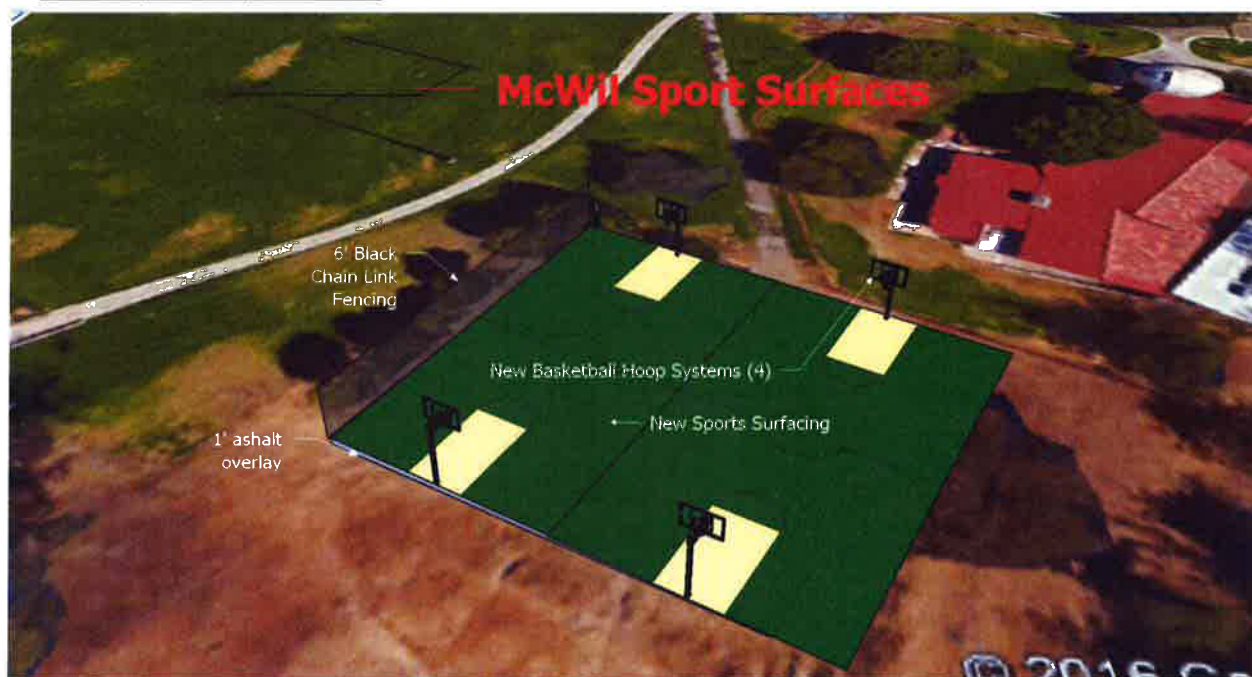 McWil Sport Surfaces
6' Black
Chain Link
Fencing
New Basketball Hoop Systems (4)
New Sports Surfacing
1" ashalt
overlay
© 2016